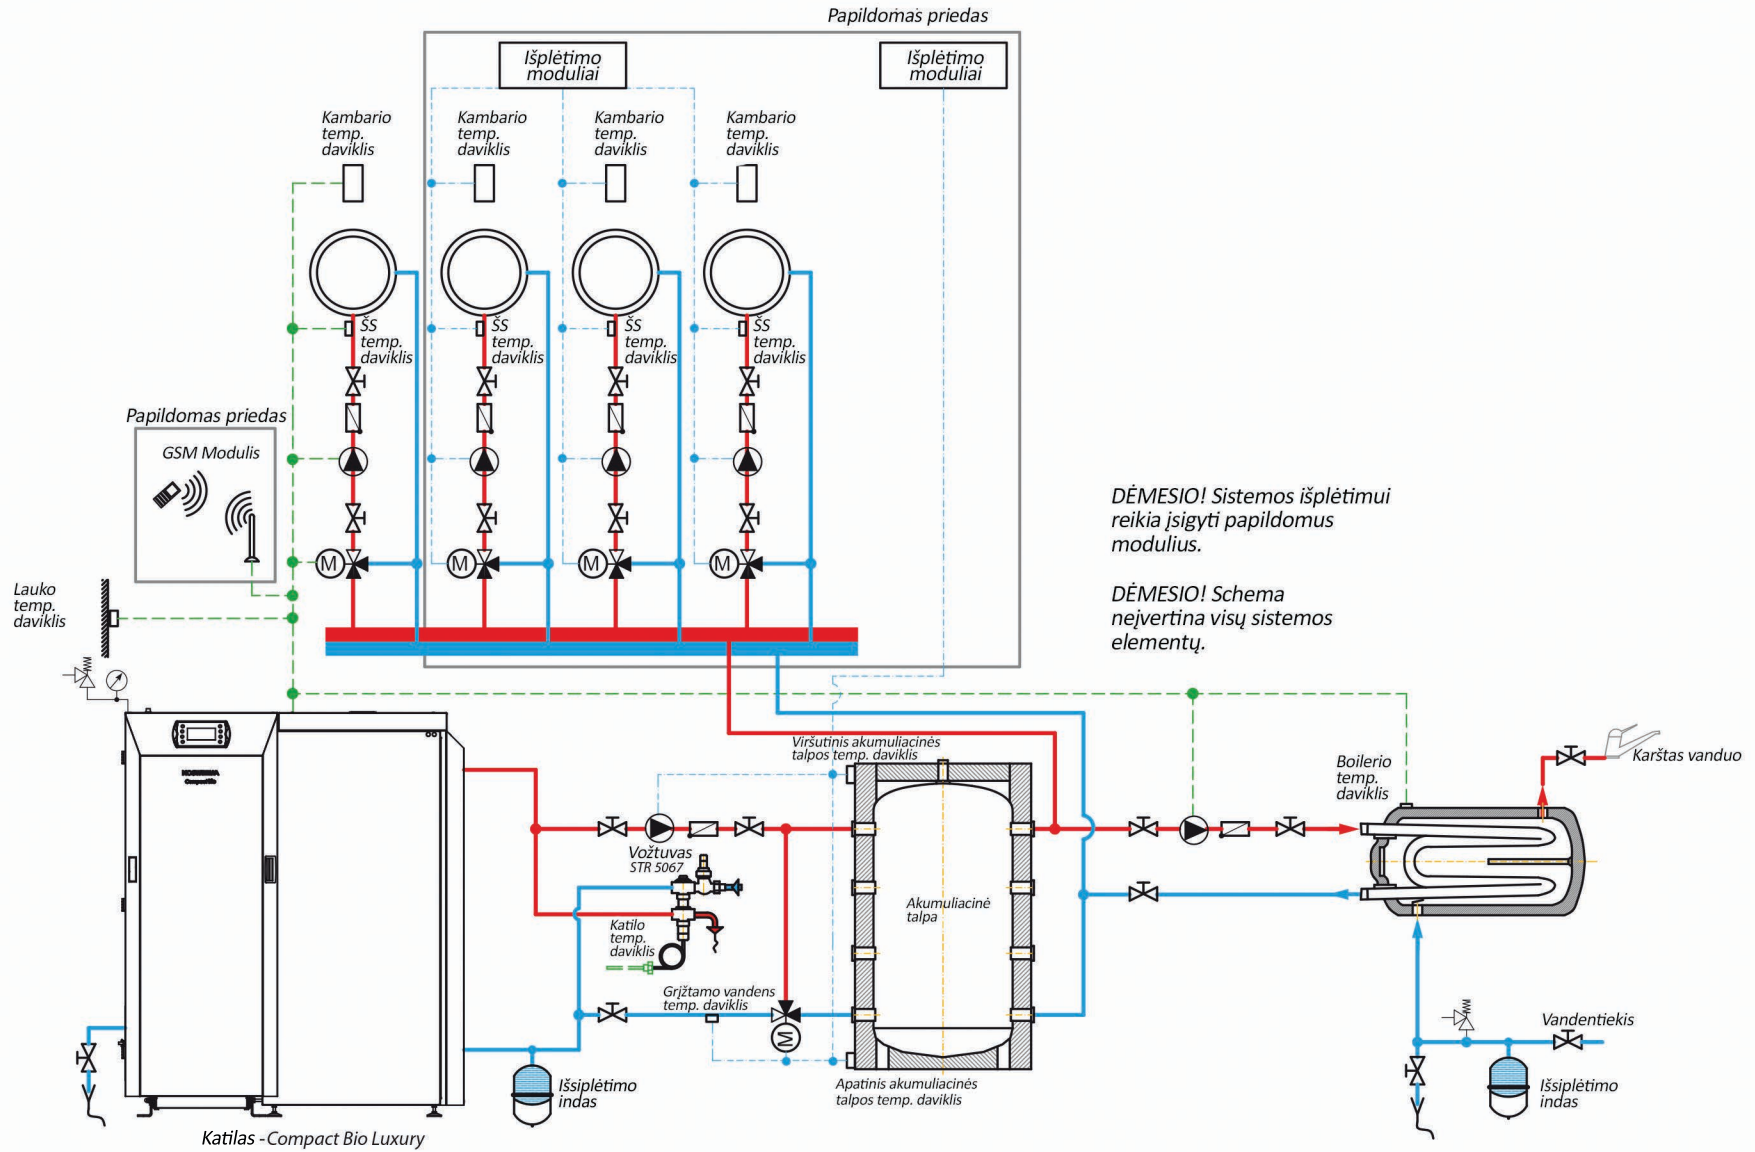 Papildomas priedas
Išplėtimo
moduliai
Išplėtimo
moduliai
Kambario
temp.
daviklis
Kambario
temp.
daviklis
Kambario
temp.
daviklis
Kambario
temp.
daviklis
ŠS
temp.
daviklis
ŠS
temp.
daviklis
ŠS
temp.
daviklis
ŠS
temp.
daviklis
Papildomas priedas
GSM Modulis
M
M
M
M
Lauko
temp.
daviklis
DĖMESIO! Sistemos išplėtimui
reikia įsigyti papildomus
modulius.
DĖMESIO! Schema
neįvertina visų sistemos
elementų.
Viršutinis akumuliacinės
talpos temp. daviklis
Boilerio
temp.
daviklis
Karštas vanduo
Compact Bio
Vožtuvas
STR 5067
Akumuliacinė
talpa
Katilo
temp.
daviklis
Grįžtamo vandens
temp. daviklis
M
Vandentiekis
Išsiplėtimo
indas
Apatinis akumuliacinės
talpos temp. daviklis
Išsiplėtimo
indas
Katilas - Compact Bio Luxury